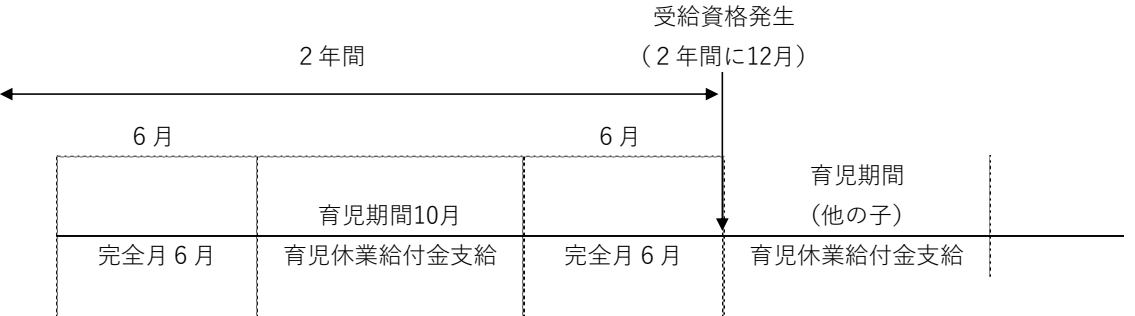 受給資格発生
２年間
（２年間に12月）
６月
６月
育児期間
育児期間10月
（他の子）
完全月６月
育児休業給付金支給
完全月６月
育児休業給付金支給